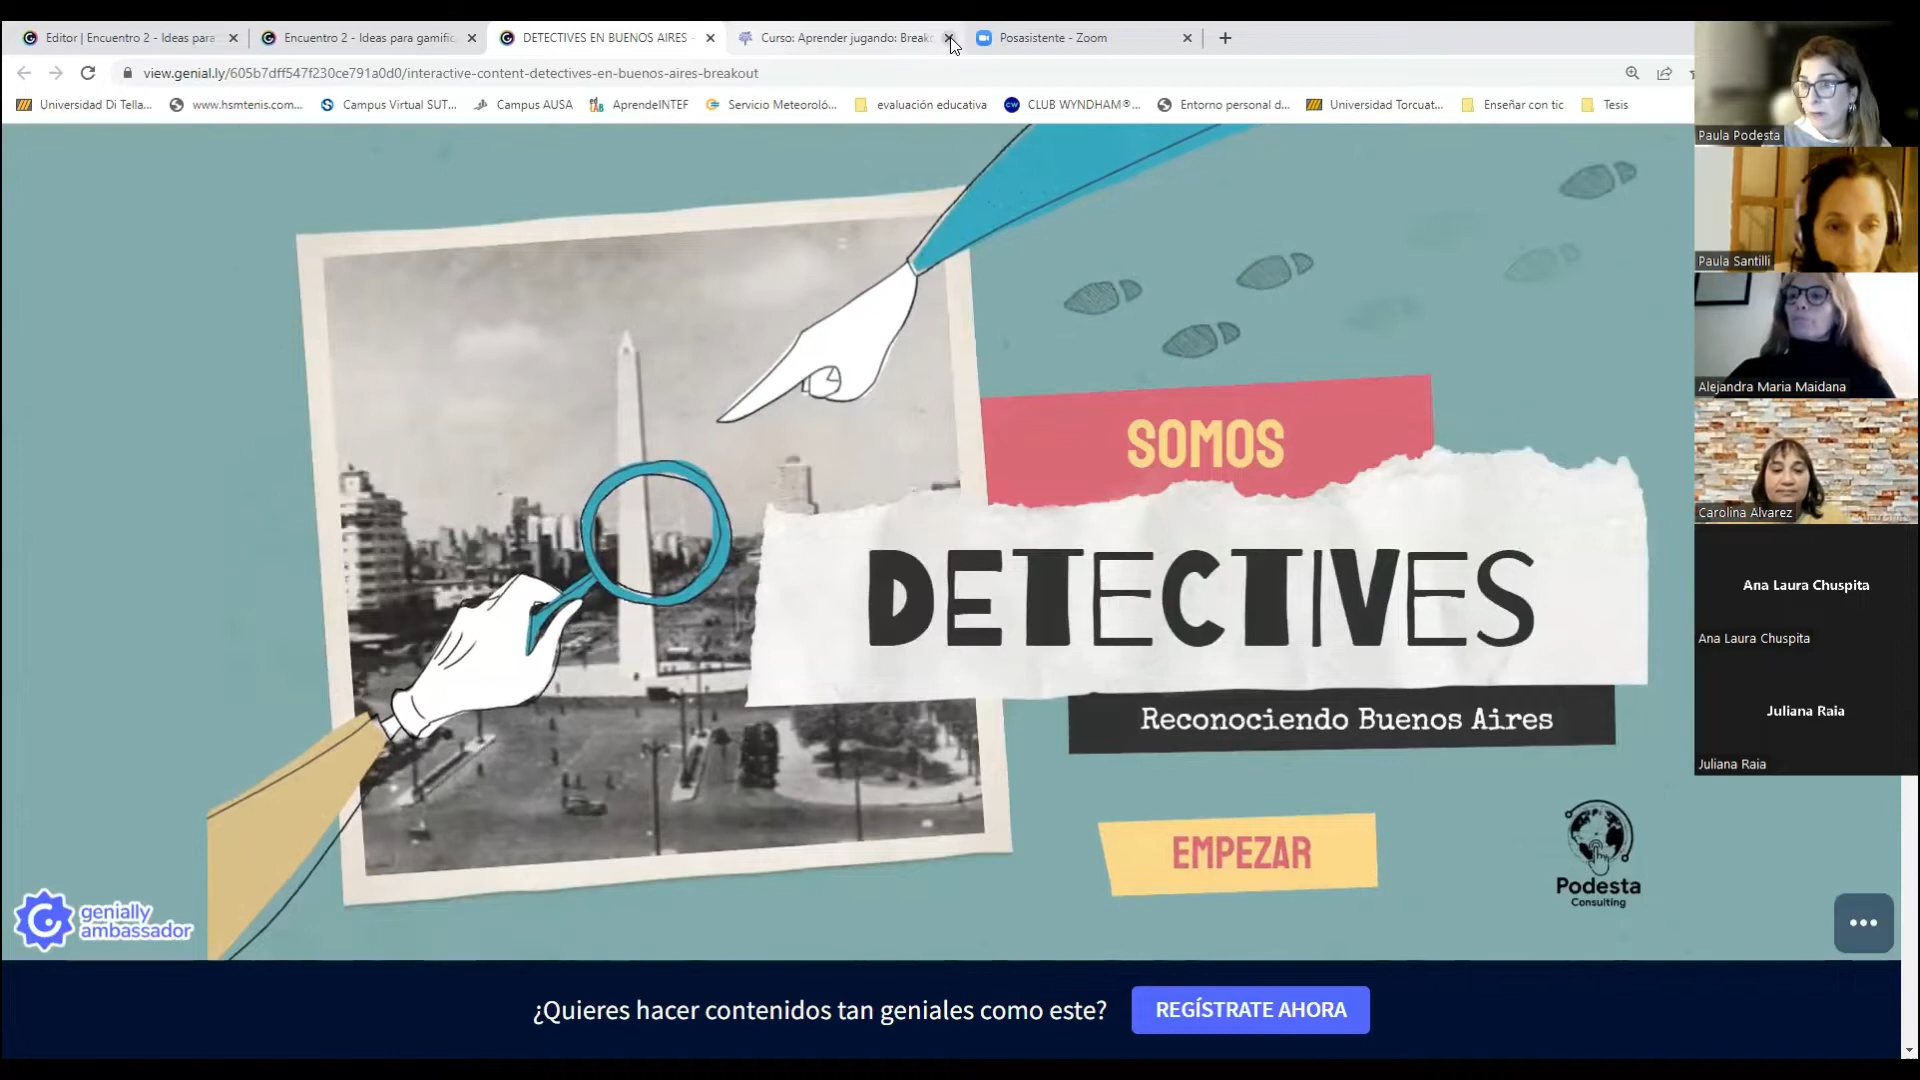 Editor | Encuentro 2 - Ideas para
Encuentro 2 - Ideas para gamific
DETECTIVES EN BUENOS AIRES -
Curso: Aprender jugando: Breako
Posasistente - Zoom
view.genial.ly/605b7dff547f230ce791a0d0/interactive-content-detectives-en-buenos-aires-breakout
Universidad Di Tella...
www.hsmtenis.com...
Campus Virtual SUT...
Campus AUSA
AprendeINTEF
Servicio Meteoroló...
evaluación educativa
CLUB WYNDHAM®...
Entorno personal d...
Universidad Torcuat...
Enseñar con tic
Tesis
Paula Podesta
Paula Santilli
Alejandra Maria Maidana
Carolina Alvarez
Ana Laura Chuspita
Ana Laura Chuspita
Juliana Raia
Juliana Raia
SOMOS
DETECTIVES
Reconociendo Buenos Aires
EMPEZAR
Podesta
Consulting
genially
ambassador
¿Quieres hacer contenidos tan geniales como este?
REGÍSTRATE AHORA